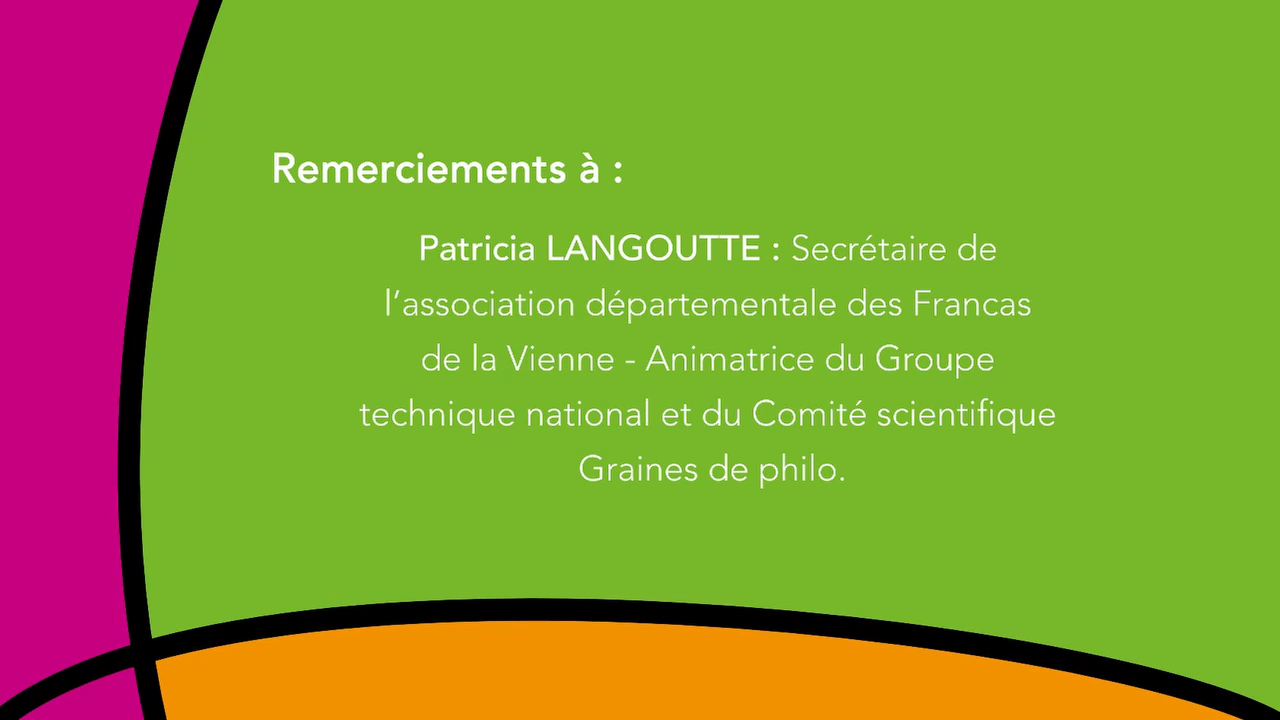 Remerciements à :
Patricia LANGOUTTE : Secrétaire de
l’association départementale des Francas
de la Vienne - Animatrice du Groupe
technique national et du Comité scientifique
Graines de philo.